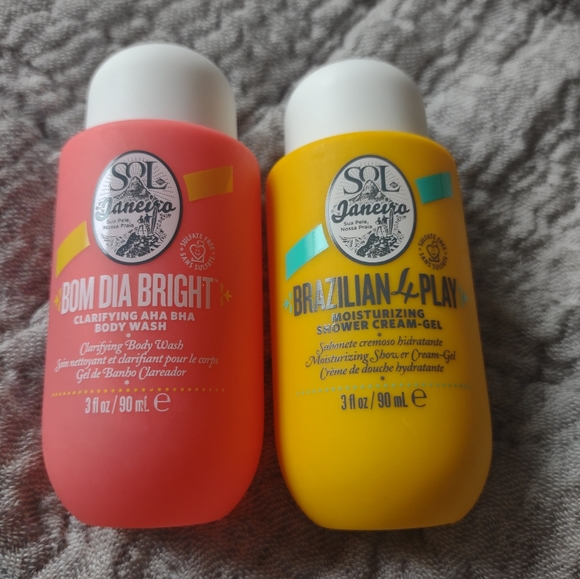 SOL
de
Janeiro
Sua Pele,
Nossa Praia
SULFATE FREE
SANS SULFATE
BOM DIA BRIGHT
CLARIFYING AHA BHA
BODY WASH
Clarifying Body Wash
Soin nettoyant et clarifiant pour le corps
Gel de Banho Clareador
3 fl oz / 90 mL e
SOL
de
Janeiro
Sua Pele,
Nossa Praia
SULFATE FREE
SANS SULFATE
BRAZILIAN 4 PLAY
MOISTURIZING
SHOWER CREAM-GEL
Sabonete cremoso hidratante
Moisturizing Shower Cream-Gel
Crème de douche hydratante
3 fl oz / 90 mL e